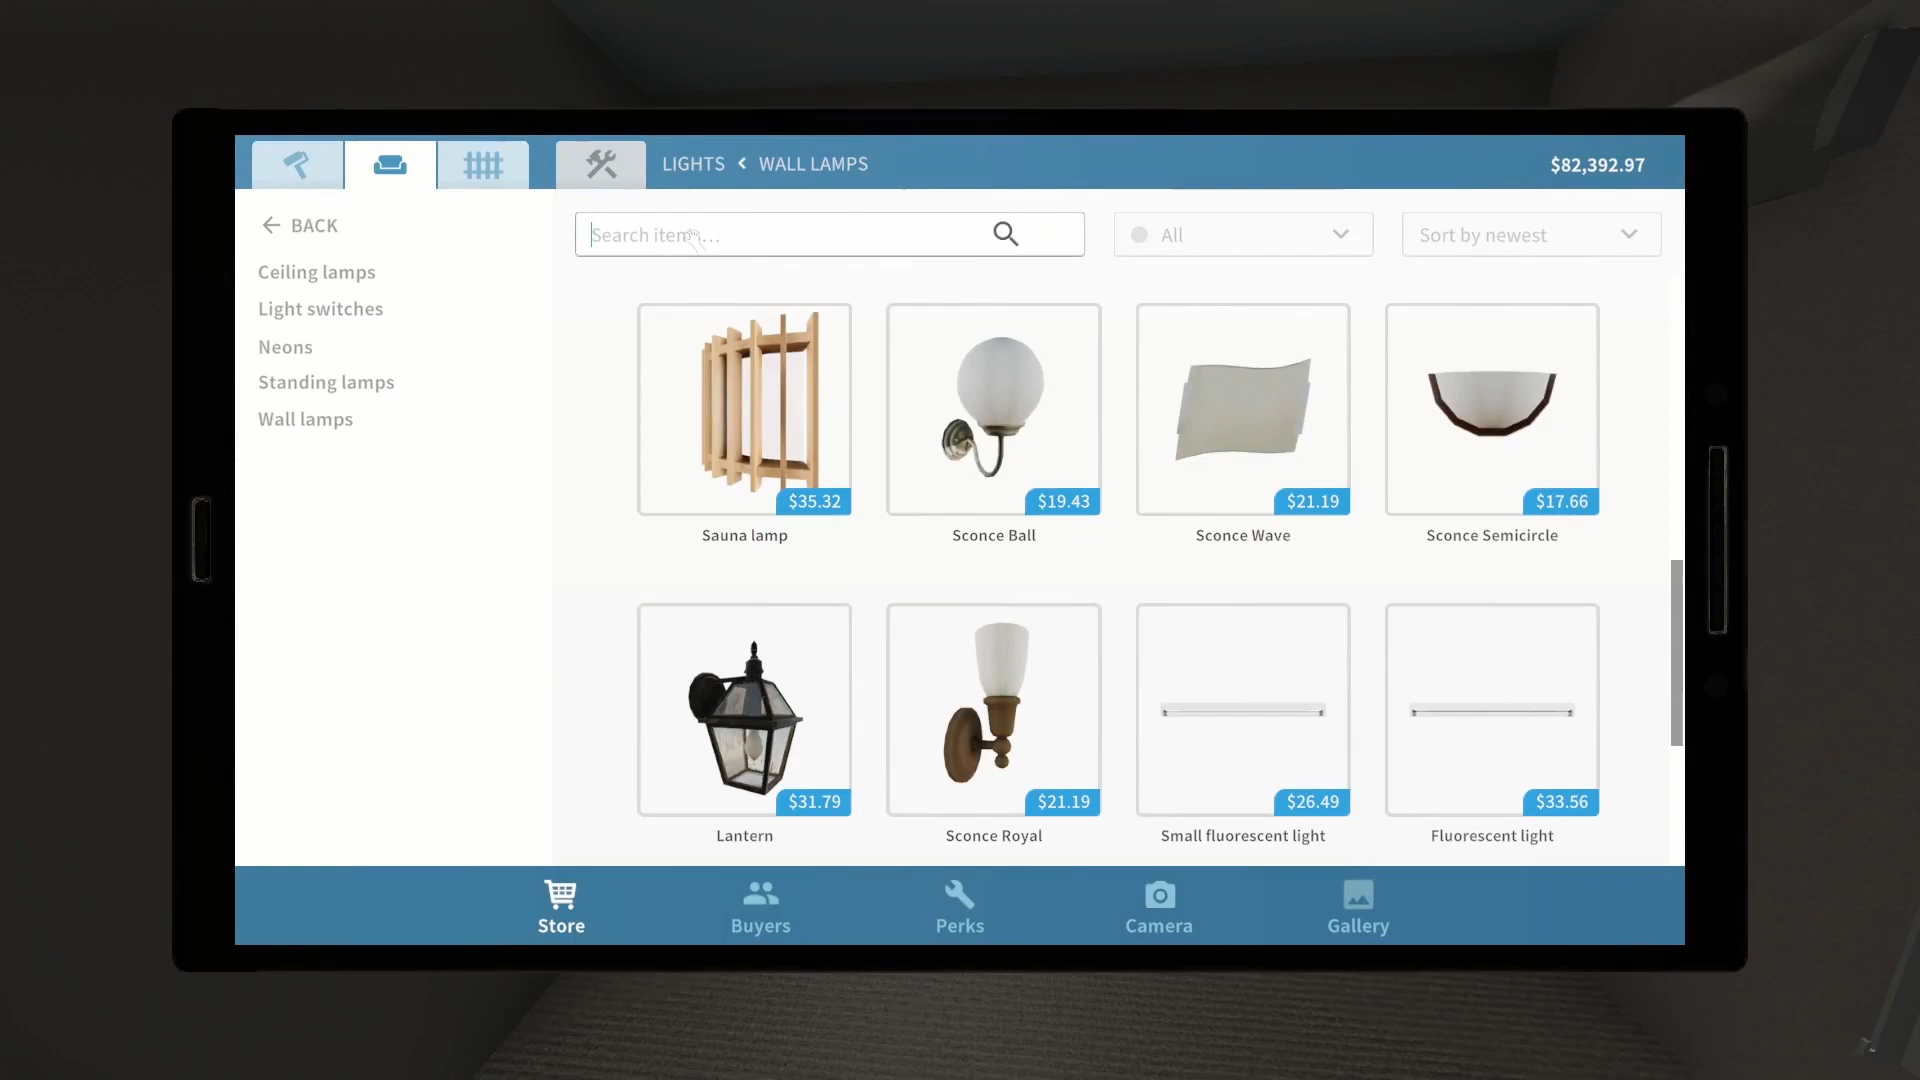 LIGHTS < WALL LAMPS
$82,392.97
BACK
Ceiling lamps
Light switches
Neons
Standing lamps
Wall lamps
Search items...
All
Sort by newest
$35.32
$19.43
$21.19
$17.66
Sauna lamp
Sconce Ball
Sconce Wave
Sconce Semicircle
$31.79
$21.19
$26.49
$33.56
Lantern
Sconce Royal
Small fluorescent light
Fluorescent light
Store
Buyers
Perks
Camera
Gallery